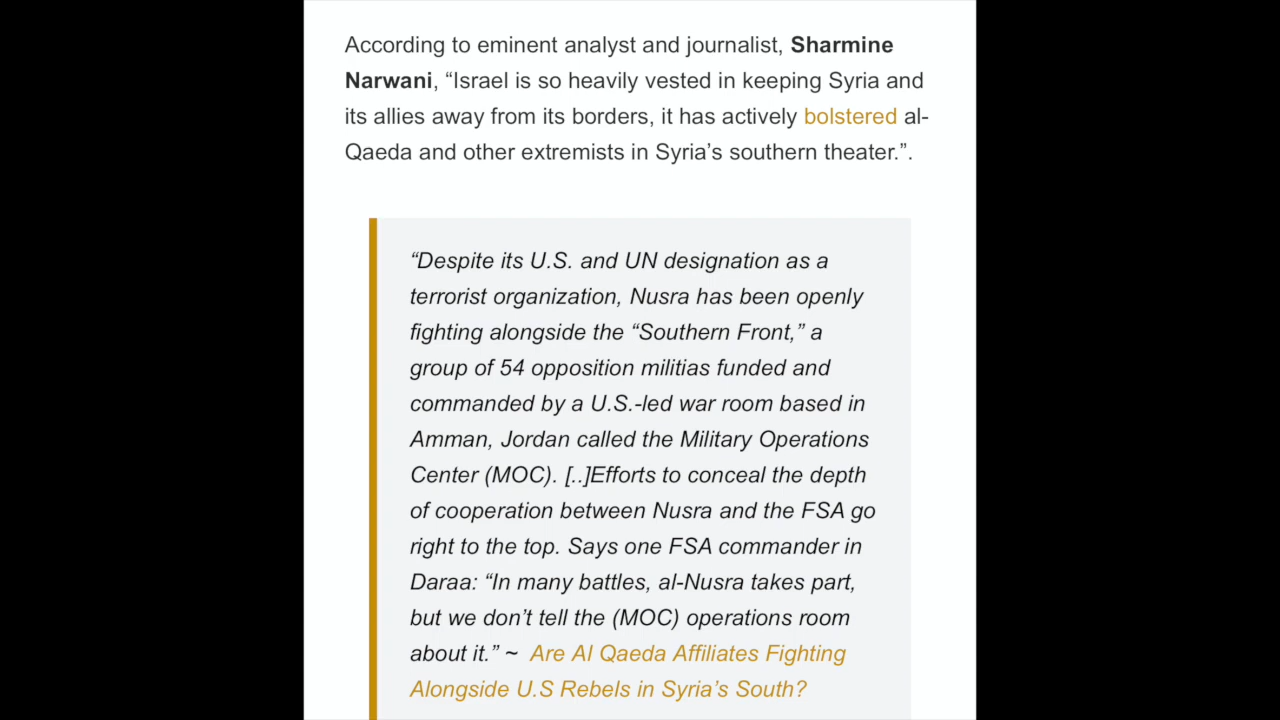 According to eminent analyst and journalist, Sharmine
Narwani, “Israel is so heavily vested in keeping Syria and
its allies away from its borders, it has actively bolstered al-
Qaeda and other extremists in Syria’s southern theater.”.
“Despite its U.S. and UN designation as a
terrorist organization, Nusra has been openly
fighting alongside the “Southern Front,” a
group of 54 opposition militias funded and
commanded by a U.S.-led war room based in
Amman, Jordan called the Military Operations
Center (MOC). [..]Efforts to conceal the depth
of cooperation between Nusra and the FSA go
right to the top. Says one FSA commander in
Daraa: “In many battles, al-Nusra takes part,
but we don’t tell the (MOC) operations room
about it.” ~ Are Al Qaeda Affiliates Fighting
Alongside U.S Rebels in Syria’s South?